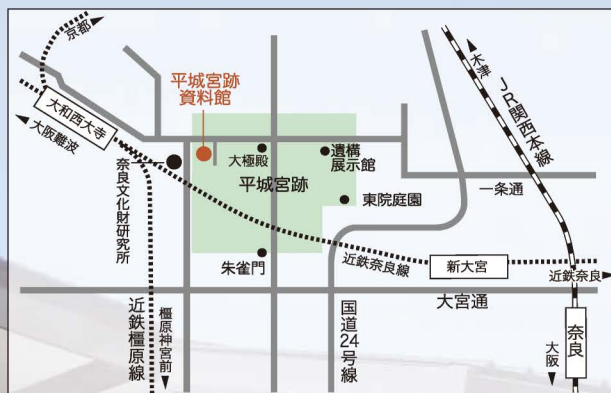 京都
木津
JR関西本線
平城宮跡
資料館
大和西大寺
大阪難波
奈良文化財研究所
大極殿
遺構
展示館
平城宮跡
東院庭園
一条通
朱雀門
近鉄奈良線
新大宮
近鉄奈良
大宮通
近鉄橿原線
橿原神宮前
国道24号線
奈良
大阪